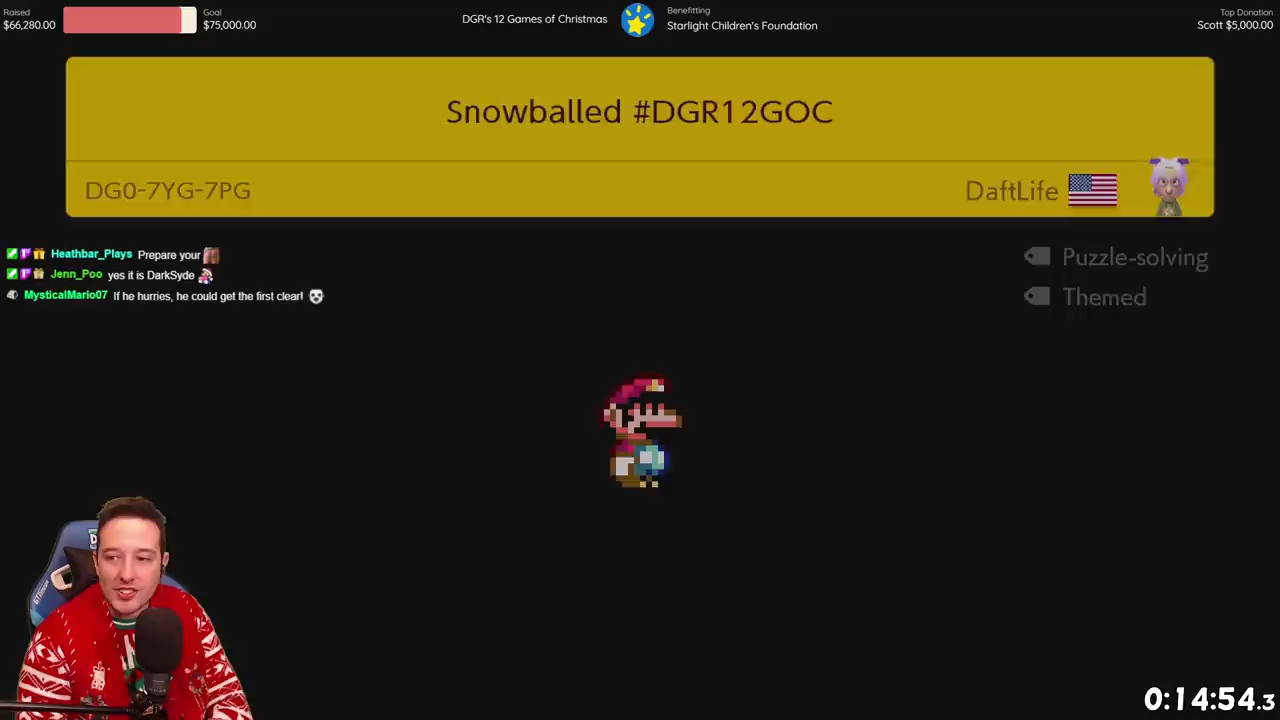 Raised
$66,280.00
Goal
$75,000.00
DGR's 12 Games of Christmas
Benefitting
Starlight Children's Foundation
Top Donation
Scott $5,000.00
Snowballed #DGR12GOC
DG0-7YG-7PG
DaftLife
Puzzle-solving
Themed
Heathbar_Plays Prepare your
Jenn_Poo yes it is DarkSyde
MysticalMario07 If he hurries, he could get the first clear!
0:14:54.3